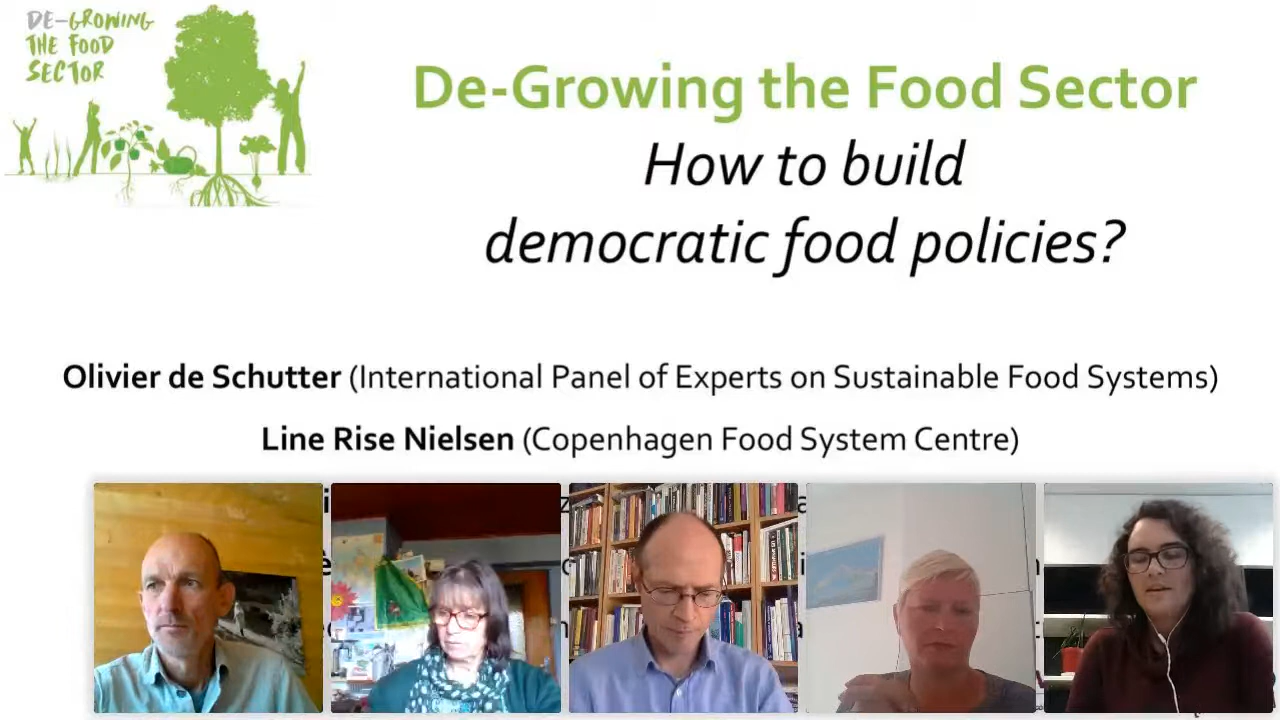 DE-GROWING
THE FOOD
SECTOR
De-Growing the Food Sector
How to build
democratic food policies?
Olivier de Schutter (International Panel of Experts on Sustainable Food Systems)
Line Rise Nielsen (Copenhagen Food System Centre)